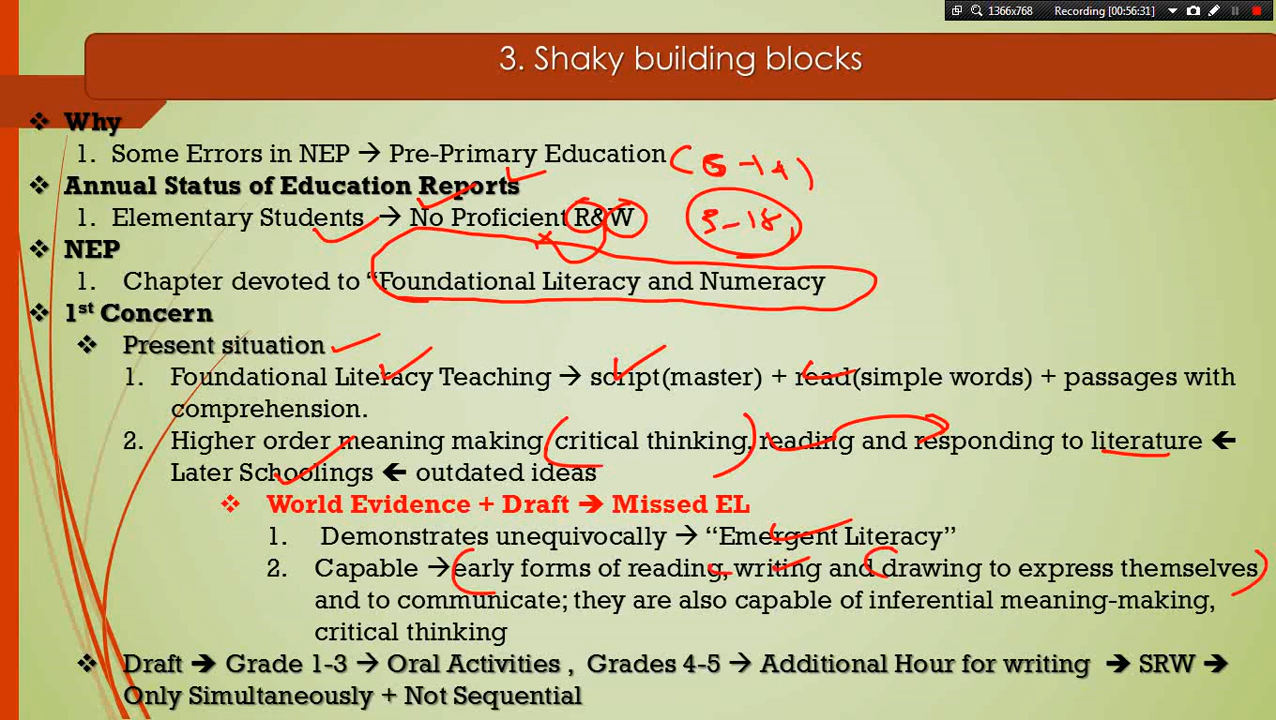 1366x768 Recording [00:56:31]
3. Shaky building blocks
❖ Why
1. Some Errors in NEP → Pre-Primary Education (6-14)
❖ Annual Status of Education Reports
1. Elementary Students → No Proficient R&W 3-18
❖ NEP
1. Chapter devoted to “Foundational Literacy and Numeracy
❖ 1st Concern
❖ Present situation
1. Foundational Literacy Teaching → script(master) + read(simple words) + passages with
comprehension.
2. Higher order meaning making, critical thinking, reading and responding to literature 🡸
Later Schoolings 🡸 outdated ideas
❖ World Evidence + Draft → Missed EL
1. Demonstrates unequivocally → “Emergent Literacy”
2. Capable →early forms of reading, writing and drawing to express themselves
and to communicate; they are also capable of inferential meaning-making,
critical thinking
❖ Draft → Grade 1-3 → Oral Activities , Grades 4-5 → Additional Hour for writing → SRW →
Only Simultaneously + Not Sequential